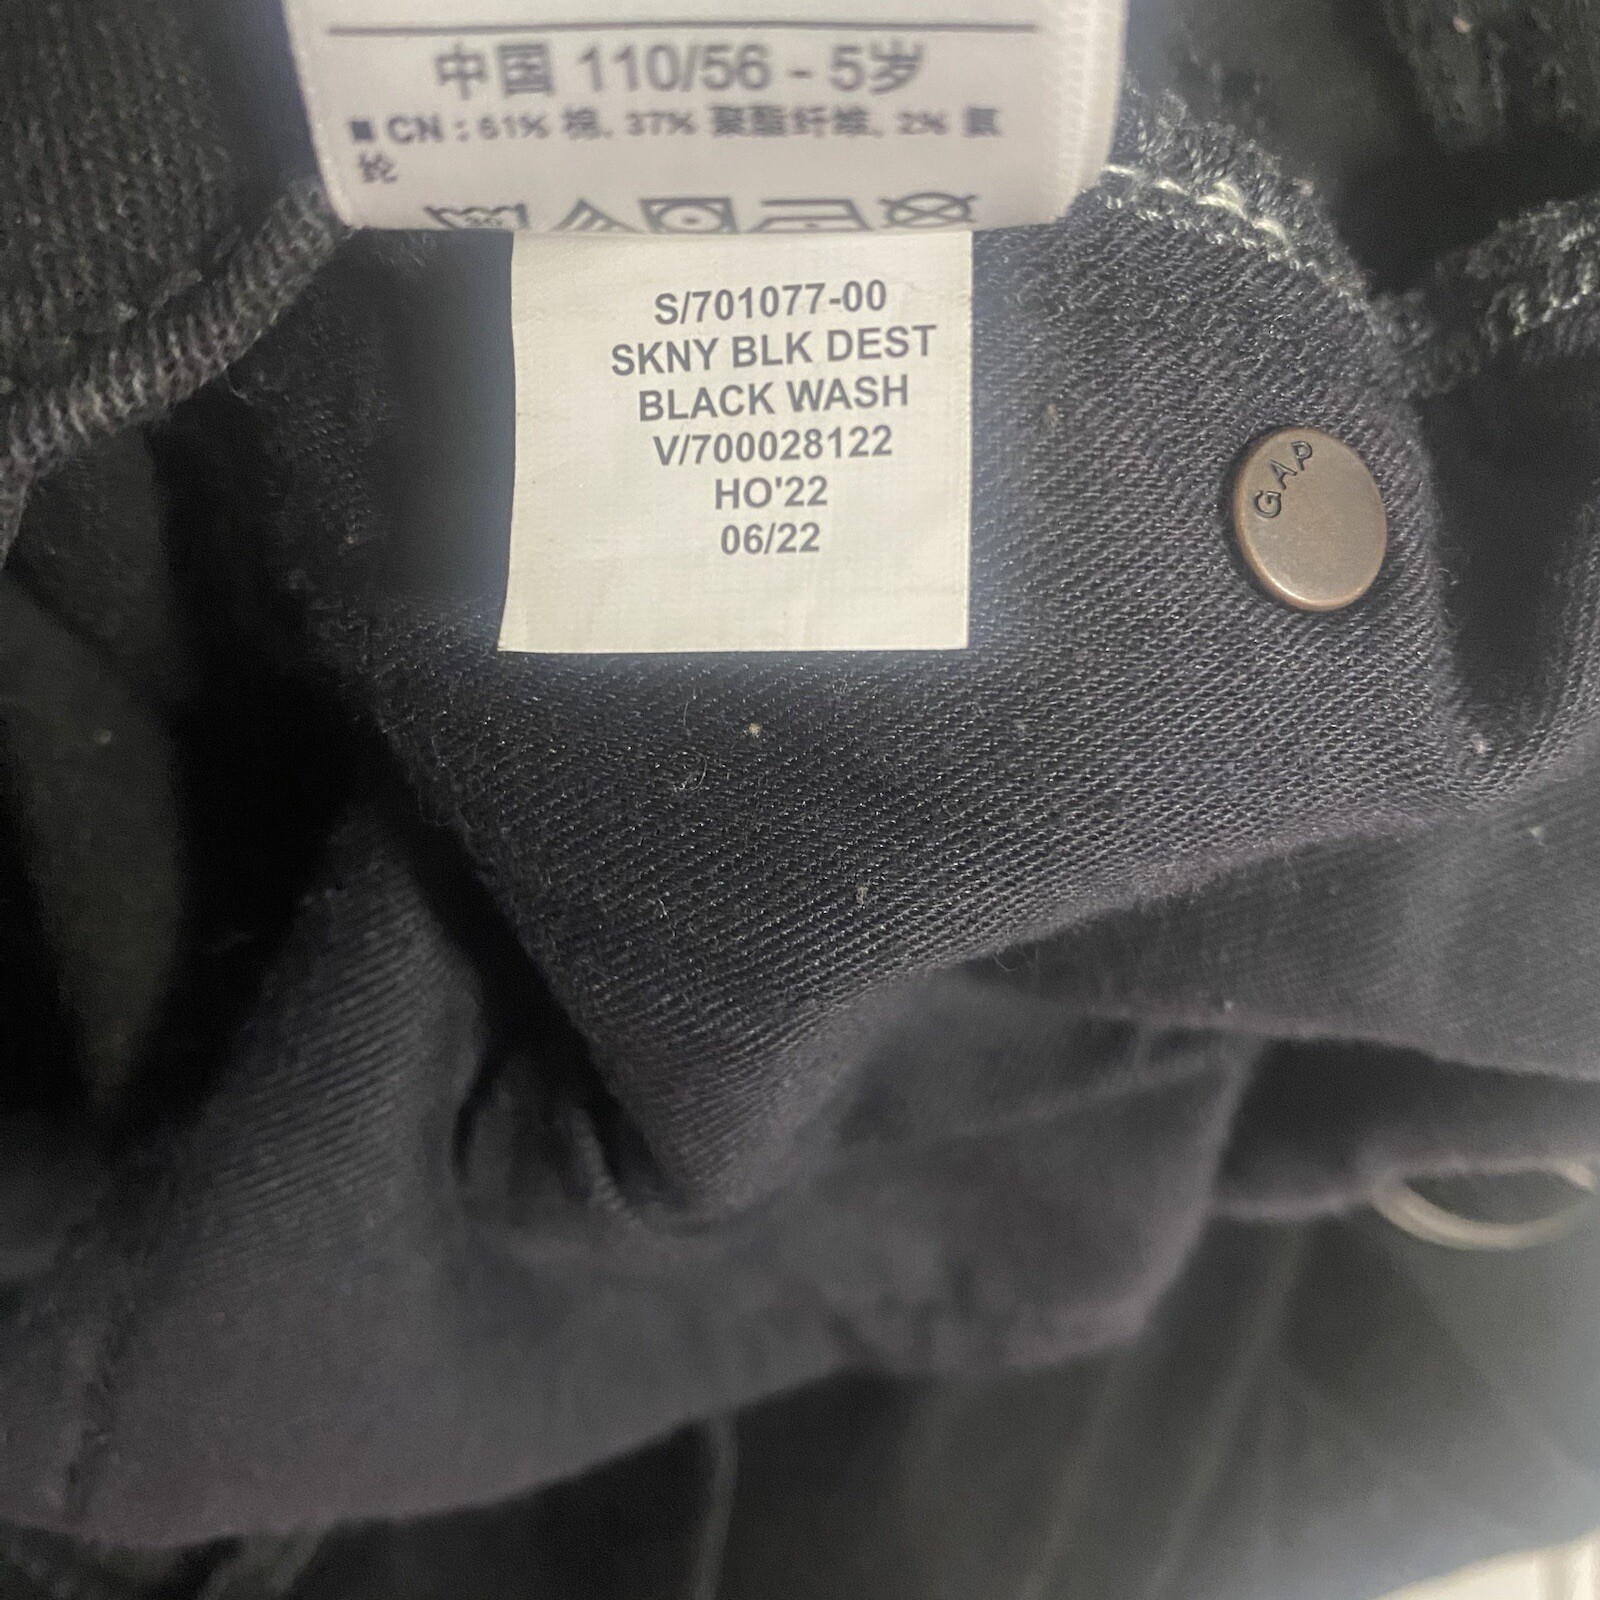 中国 110/56 - 5岁
■ CN : 61% 棉, 37% 聚酯纤维, 2% 氨
纶
S/701077-00
SKNY BLK DEST
BLACK WASH
V/700028122
HO'22
06/22
GAP